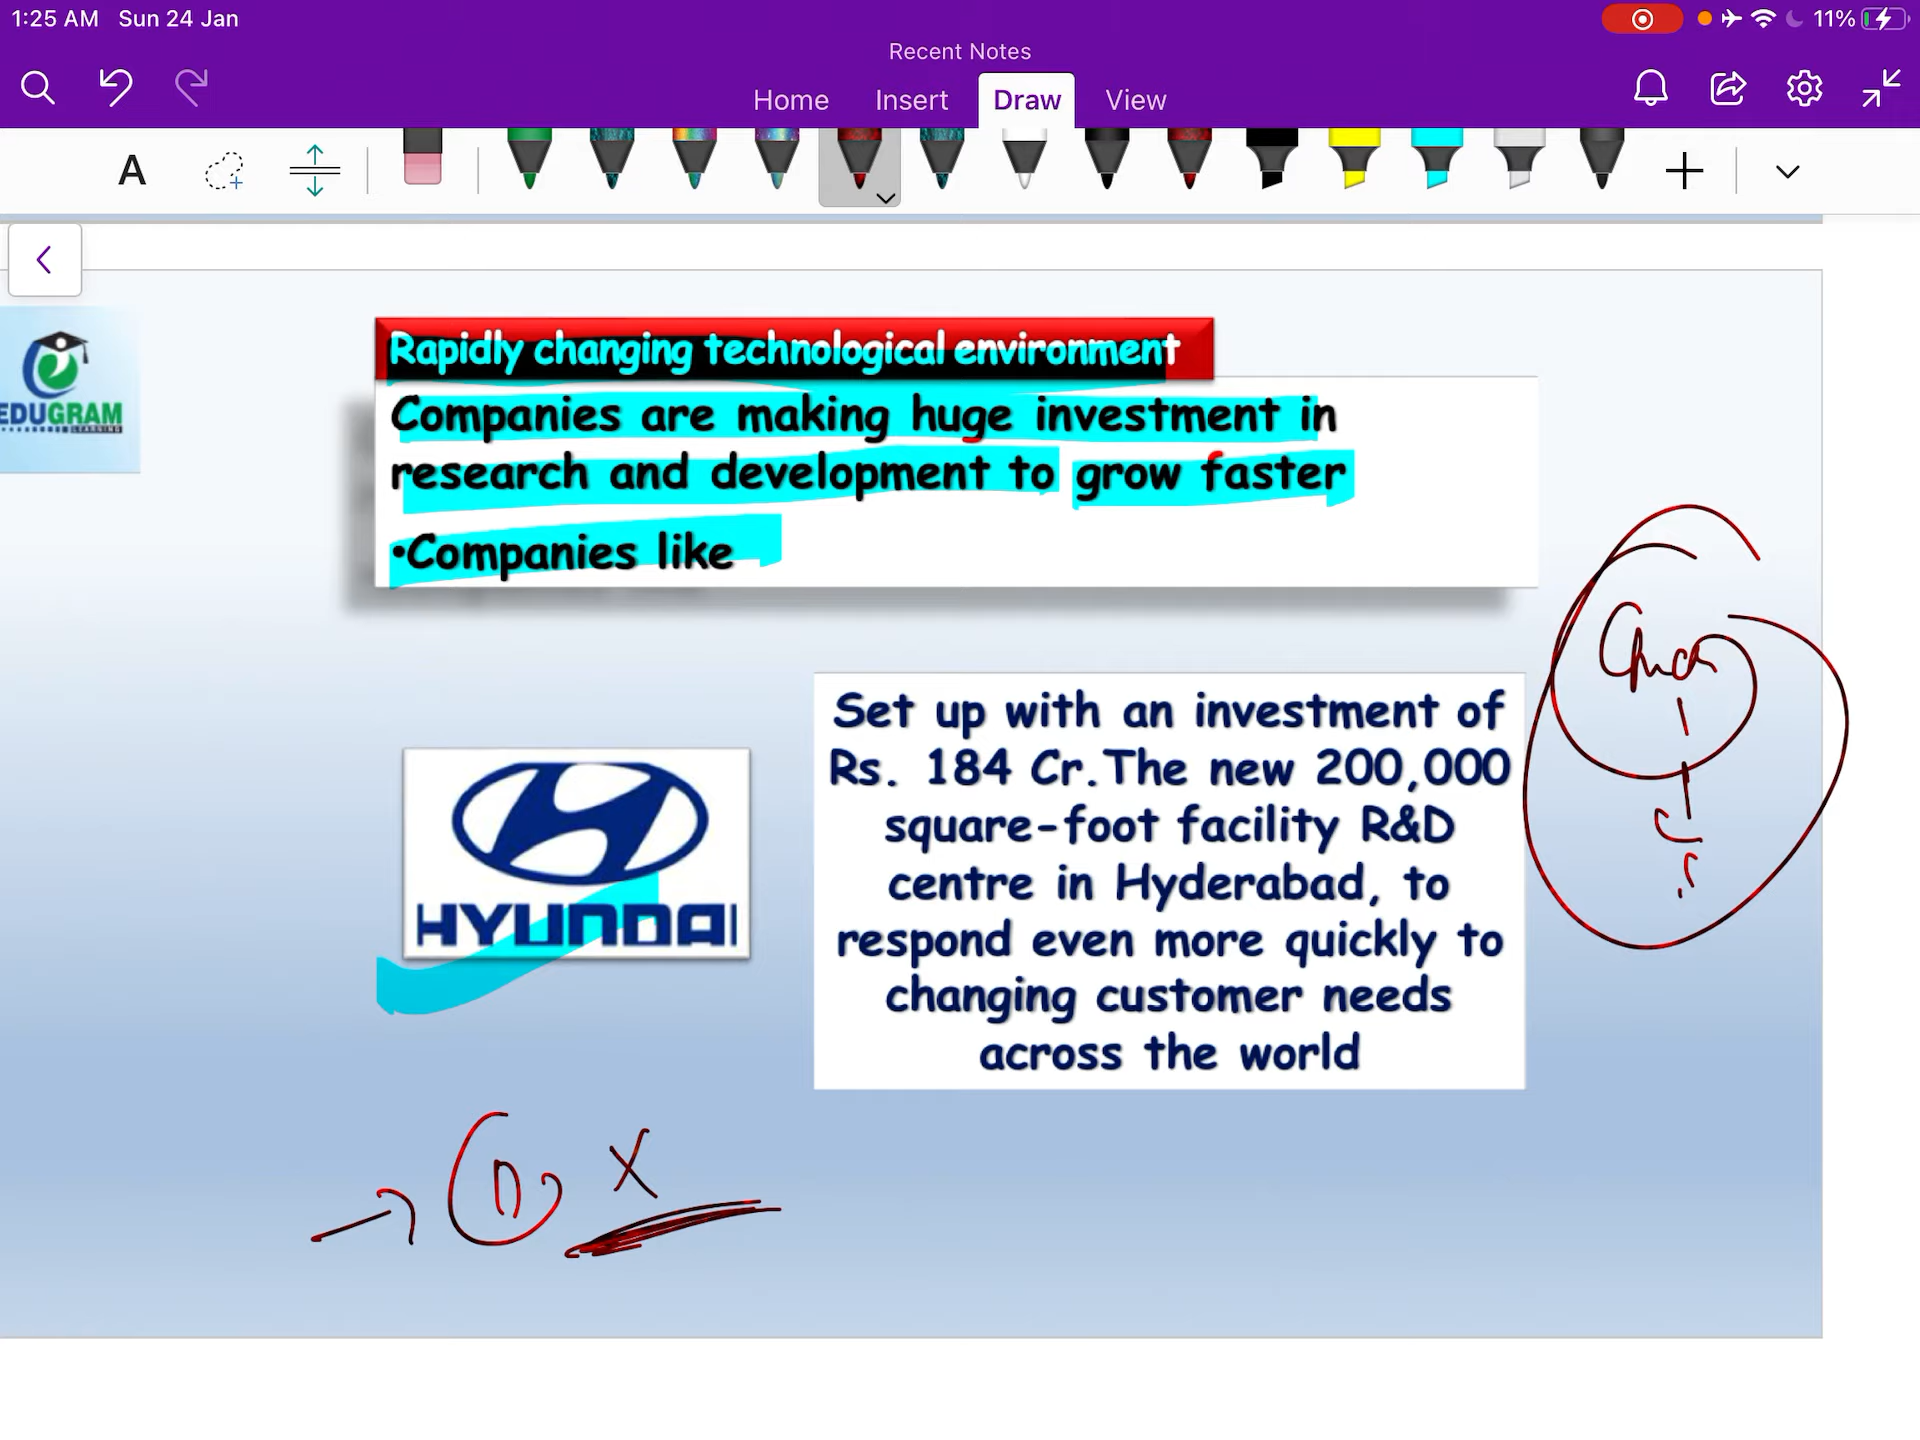 1:25 AM Sun 24 Jan
11%
Recent Notes
Home Insert Draw View
A
EDUGRAM
LEARNING
Rapidly changing technological environment
Companies are making huge investment in
research and development to grow faster
•Companies like
HYUNDAI
Set up with an investment of
Rs. 184 Cr.The new 200,000
square-foot facility R&D
centre in Hyderabad, to
respond even more quickly to
changing customer needs
across the world